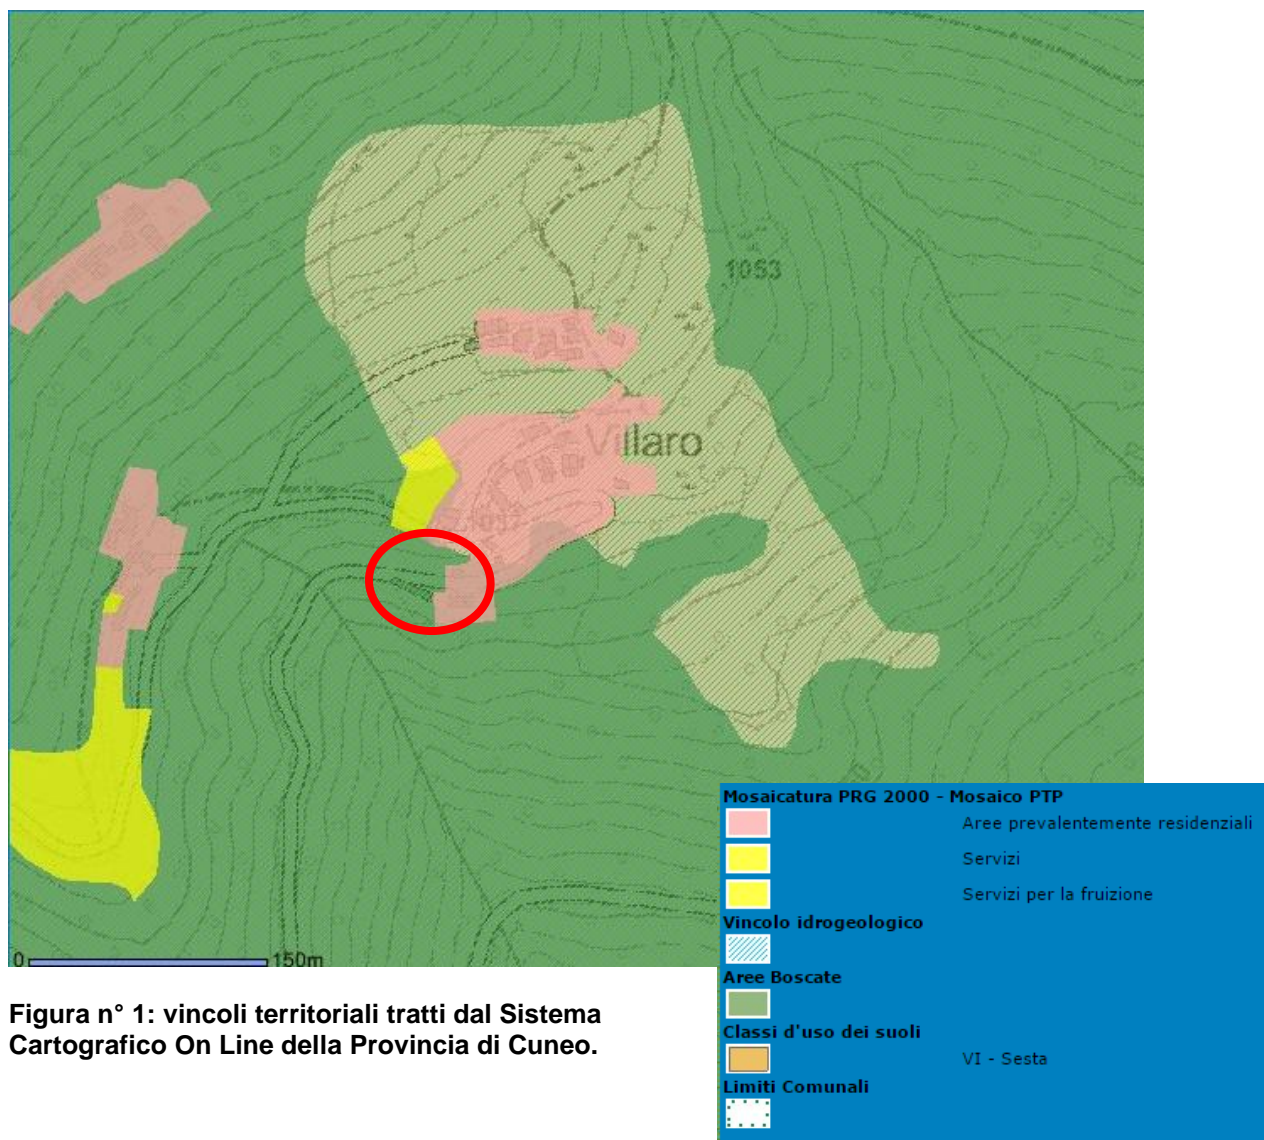 1053
Villaro
0
150m
Mosaicatura PRG 2000 - Mosaico PTP
Aree prevalentemente residenziali
Servizi
Servizi per la fruizione
Vincolo idrogeologico
Aree Boscate
Classi d'uso dei suoli
VI - Sesta
Limiti Comunali
Figura n° 1: vincoli territoriali tratti dal Sistema
Cartografico On Line della Provincia di Cuneo.